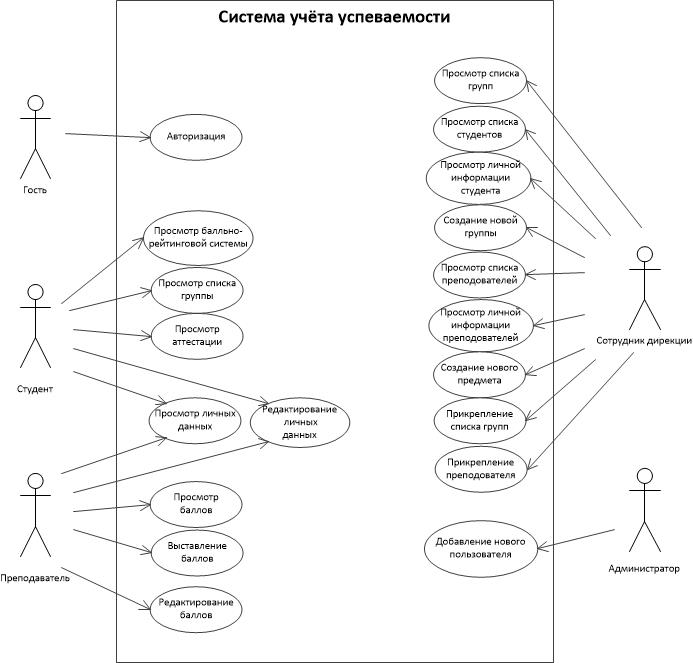 Система учёта успеваемости
Гость
Авторизация
Просмотр балльно-
рейтинговой системы
Просмотр списка
группы
Просмотр
аттестации
Студент
Просмотр личных
данных
Редактирование
личных
данных
Преподаватель
Просмотр
баллов
Выставление
баллов
Редактирование
баллов
Просмотр списка
групп
Просмотр списка
студентов
Просмотр личной
информации
студента
Создание новой
группы
Просмотр списка
преподователей
Просмотр личной
информации
преподователей
Создание нового
предмета
Прикрепление
списка групп
Прикрепление
преподователя
Сотрудник дирекции
Добавление нового
пользователя
Администратор